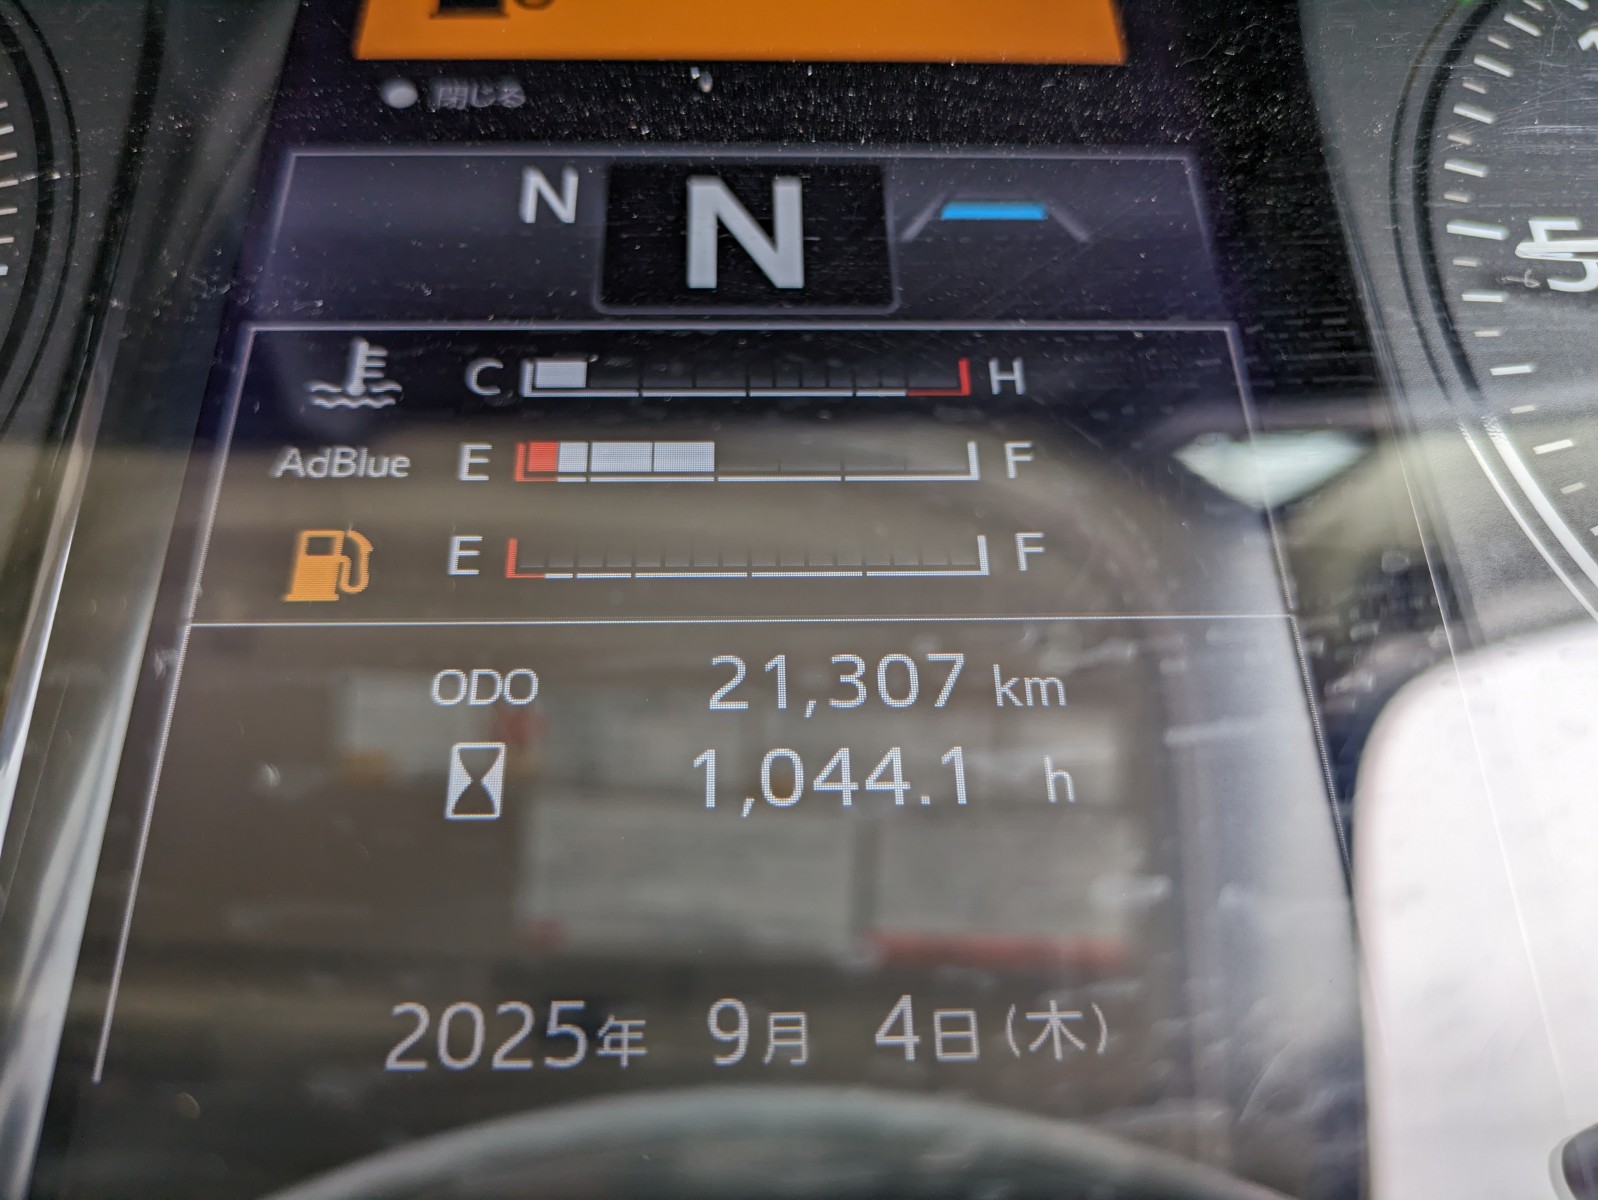 閉じる
N N
C H
AdBlue E F
E F
5
ODO 21,307 km
1,044.1 h
2025年 9月 4日(木)